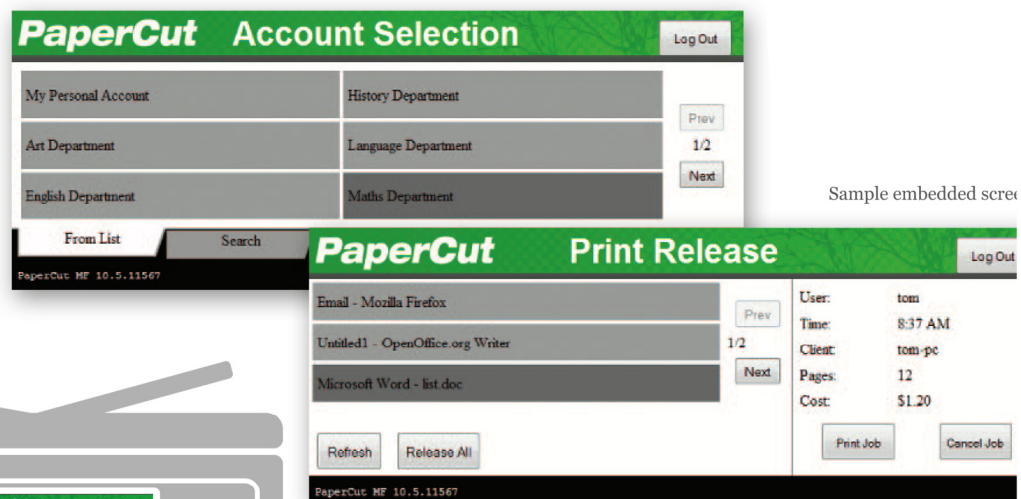 PaperCut Account Selection Log Out
My Personal Account History Department
Prev
Art Department Language Department 1/2
Next
English Department Maths Department
From List Search
PaperCut MF 10.5.11567
Sample embedded scree
PaperCut Print Release Log Out
Email - Mozilla Firefox
Prev
Untitled1 - OpenOffice.org Writer 1/2
Next
Microsoft Word - list.doc
Refresh Release All
User: tom
Time: 8:37 AM
Client: tom-pc
Pages: 12
Cost: $1.20
Print Job Cancel Job
PaperCut MF 10.5.11567